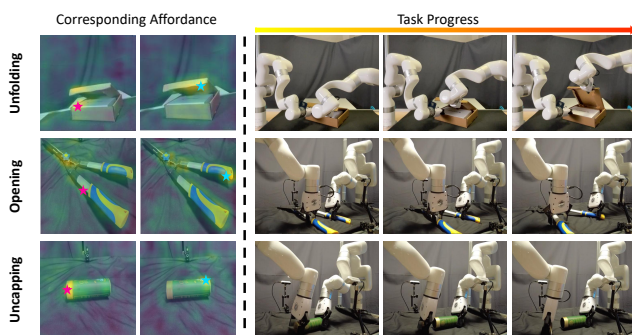 Corresponding Affordance
Task Progress
Unfolding
Opening
Uncapping